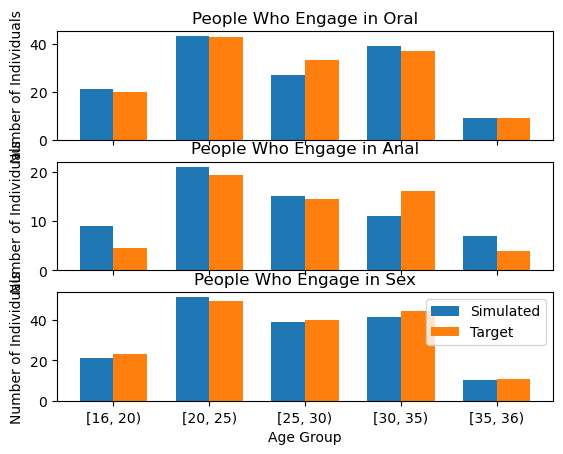 People Who Engage in Oral
Number of Individuals
40
20
0
People Who Engage in Anal
Number of Individuals
20
10
0
People Who Engage in Sex
Number of Individuals
40
20
0
Simulated
Target
[16, 20)
[20, 25)
[25, 30)
[30, 35)
[35, 36)
Age Group